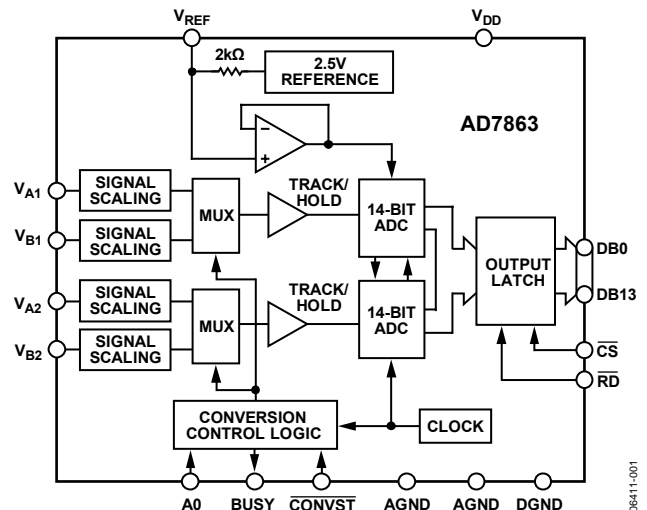 VREF
VDD
2kΩ
2.5V
REFERENCE
AD7863
−
+
VA1
SIGNAL
SCALING
MUX
TRACK/
HOLD
14-BIT
ADC
VB1
SIGNAL
SCALING
OUTPUT
LATCH
DB0
DB13
VA2
SIGNAL
SCALING
MUX
TRACK/
HOLD
14-BIT
ADC
VB2
SIGNAL
SCALING
CS
RD
CONVERSION
CONTROL LOGIC
CLOCK
A0 BUSY CONVST AGND AGND DGND
06411-001